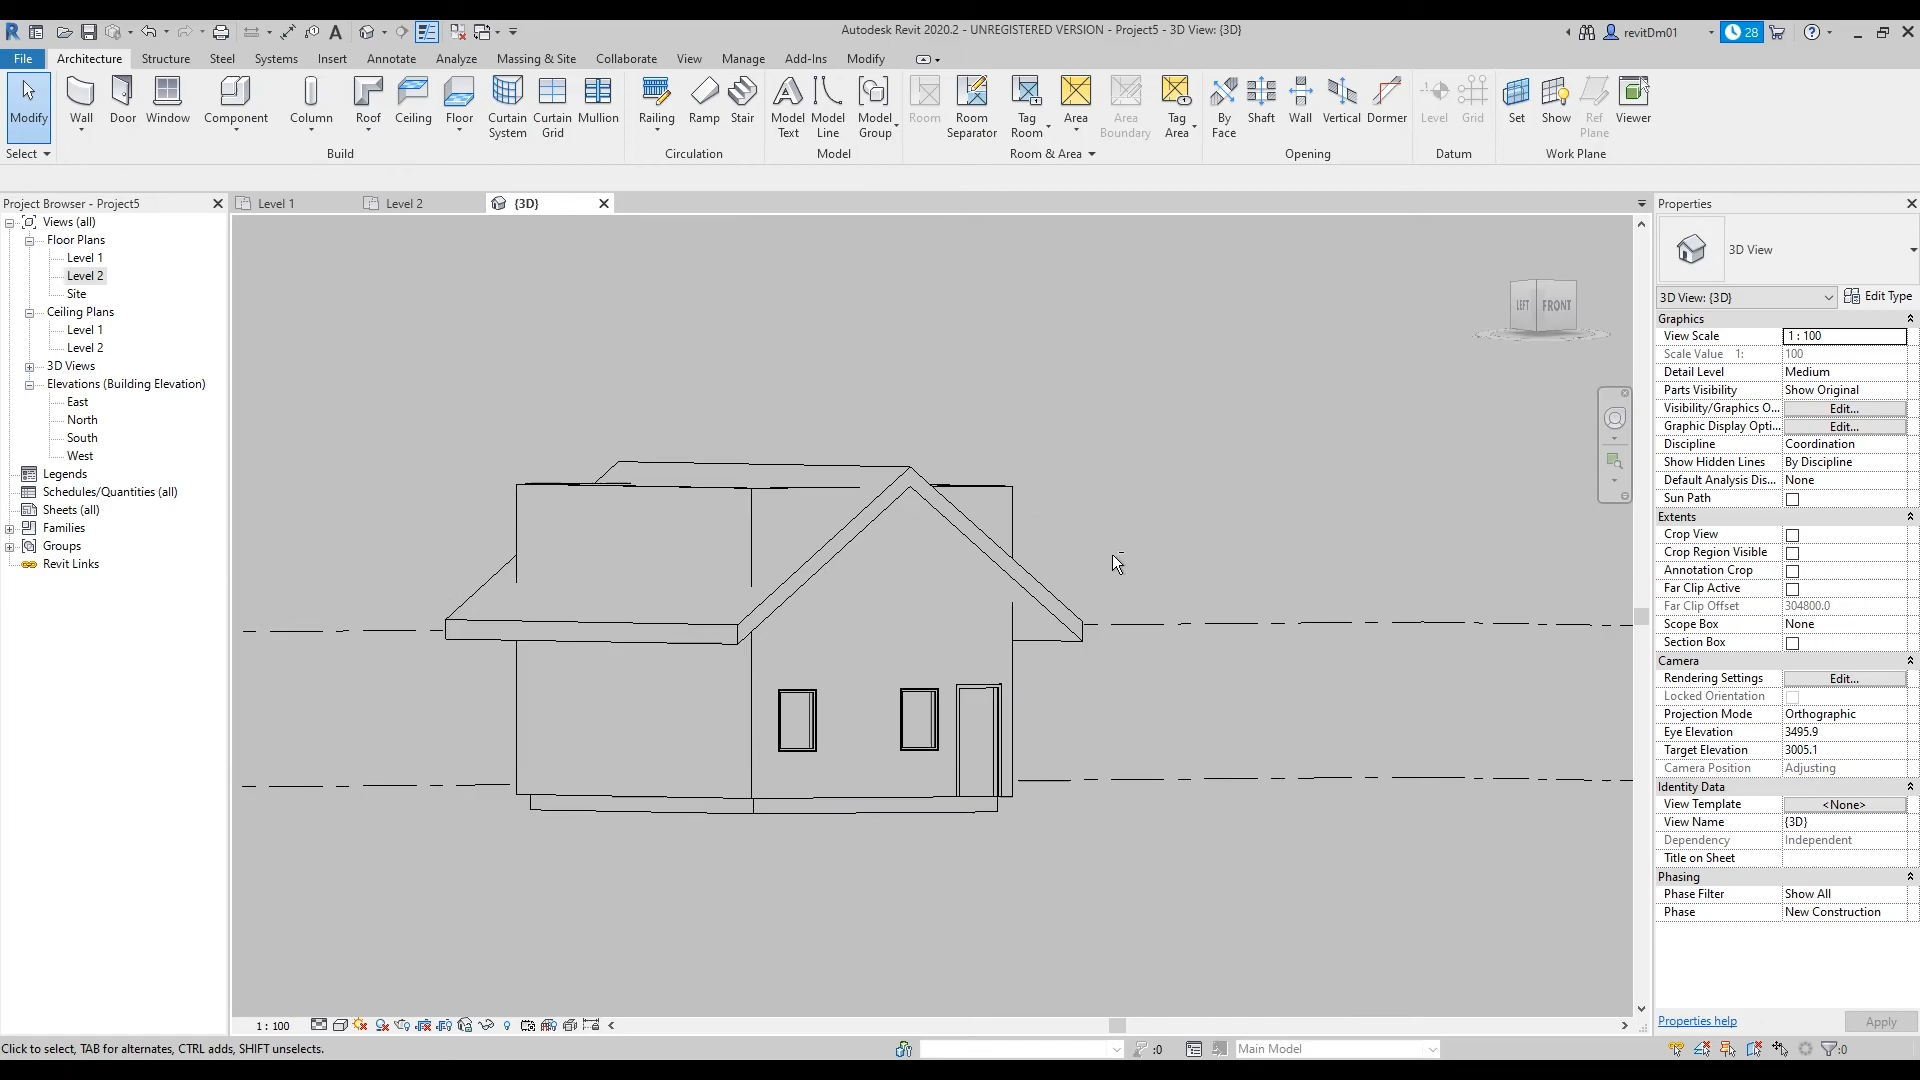 Autodesk Revit 2020.2 - UNREGISTERED VERSION - Project5 - 3D View: {3D}
revitDm01
28
File Architecture Structure Steel Systems Insert Annotate Analyze Massing & Site Collaborate View Manage Add-Ins Modify
Modify Wall Door Window Component Column Roof Ceiling Floor Curtain System Curtain Grid Mullion Railing Ramp Stair Model Text Model Line Model Group Room Room Separator Tag Room Area Area Boundary Tag Area By Face Shaft Wall Vertical Dormer Level Grid Set Show Ref Plane Viewer
Select Build Circulation Model Room & Area Opening Datum Work Plane
Project Browser - Project5
Views (all)
Floor Plans
Level 1
Level 2
Site
Ceiling Plans
Level 1
Level 2
3D Views
Elevations (Building Elevation)
East
North
South
West
Legends
Schedules/Quantities (all)
Sheets (all)
Families
Groups
Revit Links
Level 1 Level 2 {3D}
LEFT FRONT
Properties
3D View
3D View: {3D} Edit Type
Graphics
View Scale 1 : 100
Scale Value 1: 100
Detail Level Medium
Parts Visibility Show Original
Visibility/Graphics O... Edit...
Graphic Display Opti... Edit...
Discipline Coordination
Show Hidden Lines By Discipline
Default Analysis Dis... None
Sun Path
Extents
Crop View
Crop Region Visible
Annotation Crop
Far Clip Active
Far Clip Offset 304800.0
Scope Box None
Section Box
Camera
Rendering Settings Edit...
Locked Orientation
Projection Mode Orthographic
Eye Elevation 3495.9
Target Elevation 3005.1
Camera Position Adjusting
Identity Data
View Template <None>
View Name {3D}
Dependency Independent
Title on Sheet
Phasing
Phase Filter Show All
Phase New Construction
Properties help Apply
1 : 100
Click to select, TAB for alternates, CTRL adds, SHIFT unselects.
:0
Main Model
:0